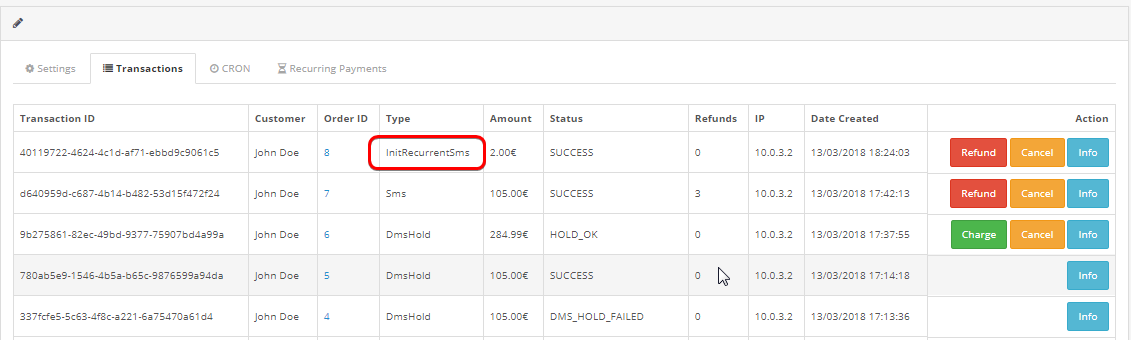 Settings Transactions CRON Recurring Payments
Transaction ID Customer Order ID Type Amount Status Refunds IP Date Created Action
40119722-4624-4c1d-af71-ebbd9c9061c5 John Doe 8 InitRecurrentSms 2.00€ SUCCESS 0 10.0.3.2 13/03/2018 18:24:03 Refund Cancel Info
d640959d-c687-4b14-b482-53d15f472f24 John Doe 7 Sms 105.00€ SUCCESS 3 10.0.3.2 13/03/2018 17:42:13 Refund Cancel Info
9b275861-82ec-49bd-9377-75907bd4a99a John Doe 6 DmsHold 284.99€ HOLD_OK 0 10.0.3.2 13/03/2018 17:37:55 Charge Cancel Info
780ab5e9-1546-4b5a-b65c-9876599a94da John Doe 5 DmsHold 105.00€ SUCCESS 0 10.0.3.2 13/03/2018 17:14:18 Info
337fcfe5-5c63-4f8c-a221-6a75470a61d4 John Doe 4 DmsHold 105.00€ DMS_HOLD_FAILED 0 10.0.3.2 13/03/2018 17:13:36 Info